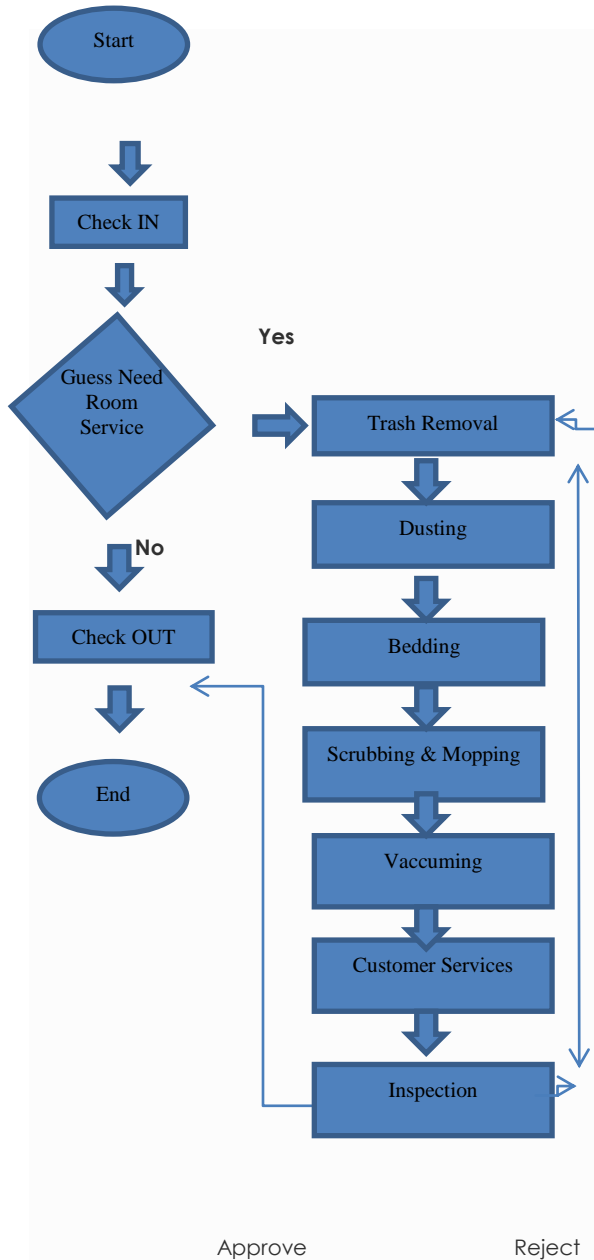 Start
Check IN
Yes
Guess Need
Room
Service
Trash Removal
Dusting
No
Check OUT
Bedding
Scrubbing & Mopping
End
Vaccuming
Customer Services
Inspection
Approve
Reject